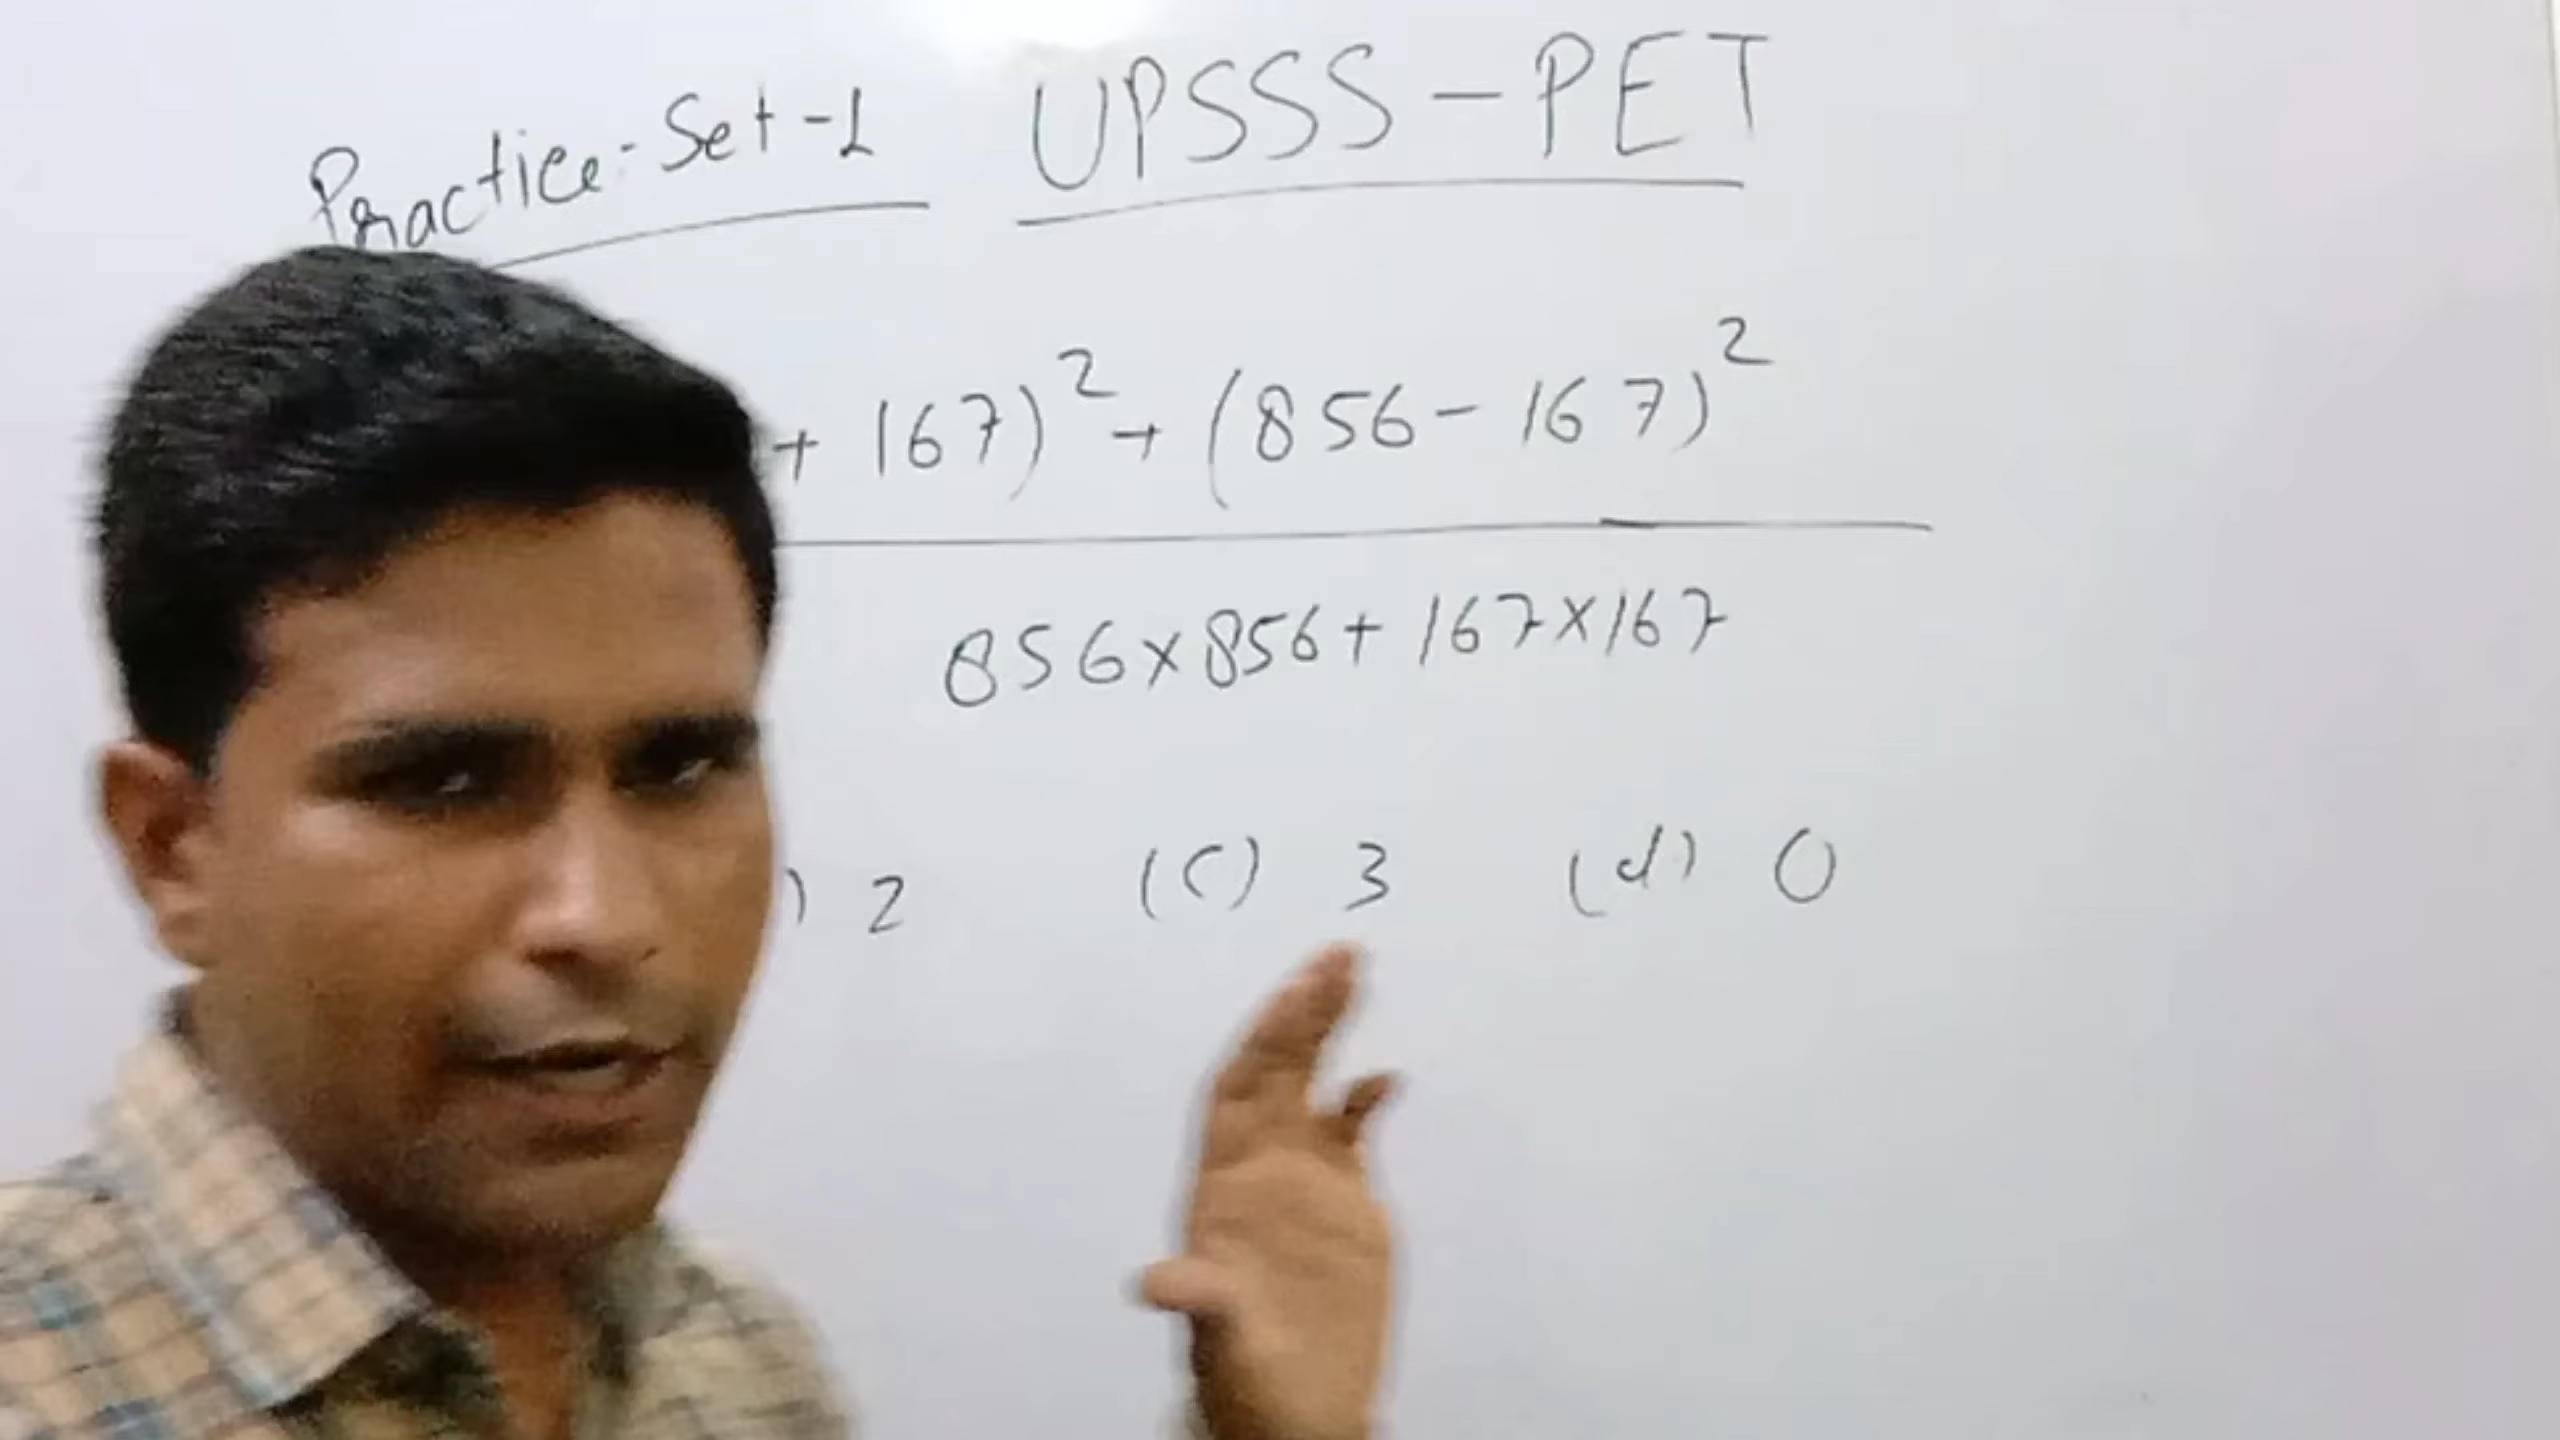 Practice-Set-1 UPSSS-PET
+ 167)² + (856 - 167)²
856×856 + 167×167
) 2 (c) 3 (d) 0